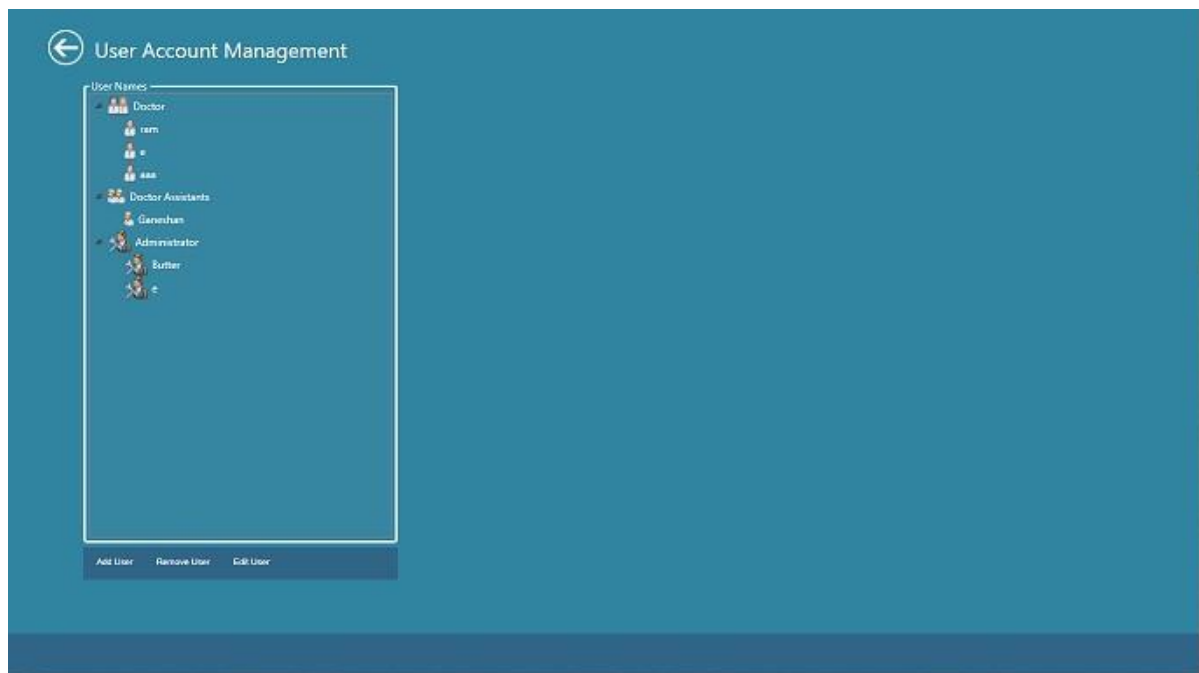 User Account Management
User Names
Doctor
ram
e
aaa
Doctor Assistants
Ganeshan
Administrator
Butter
e
Add User Remove User Edit User